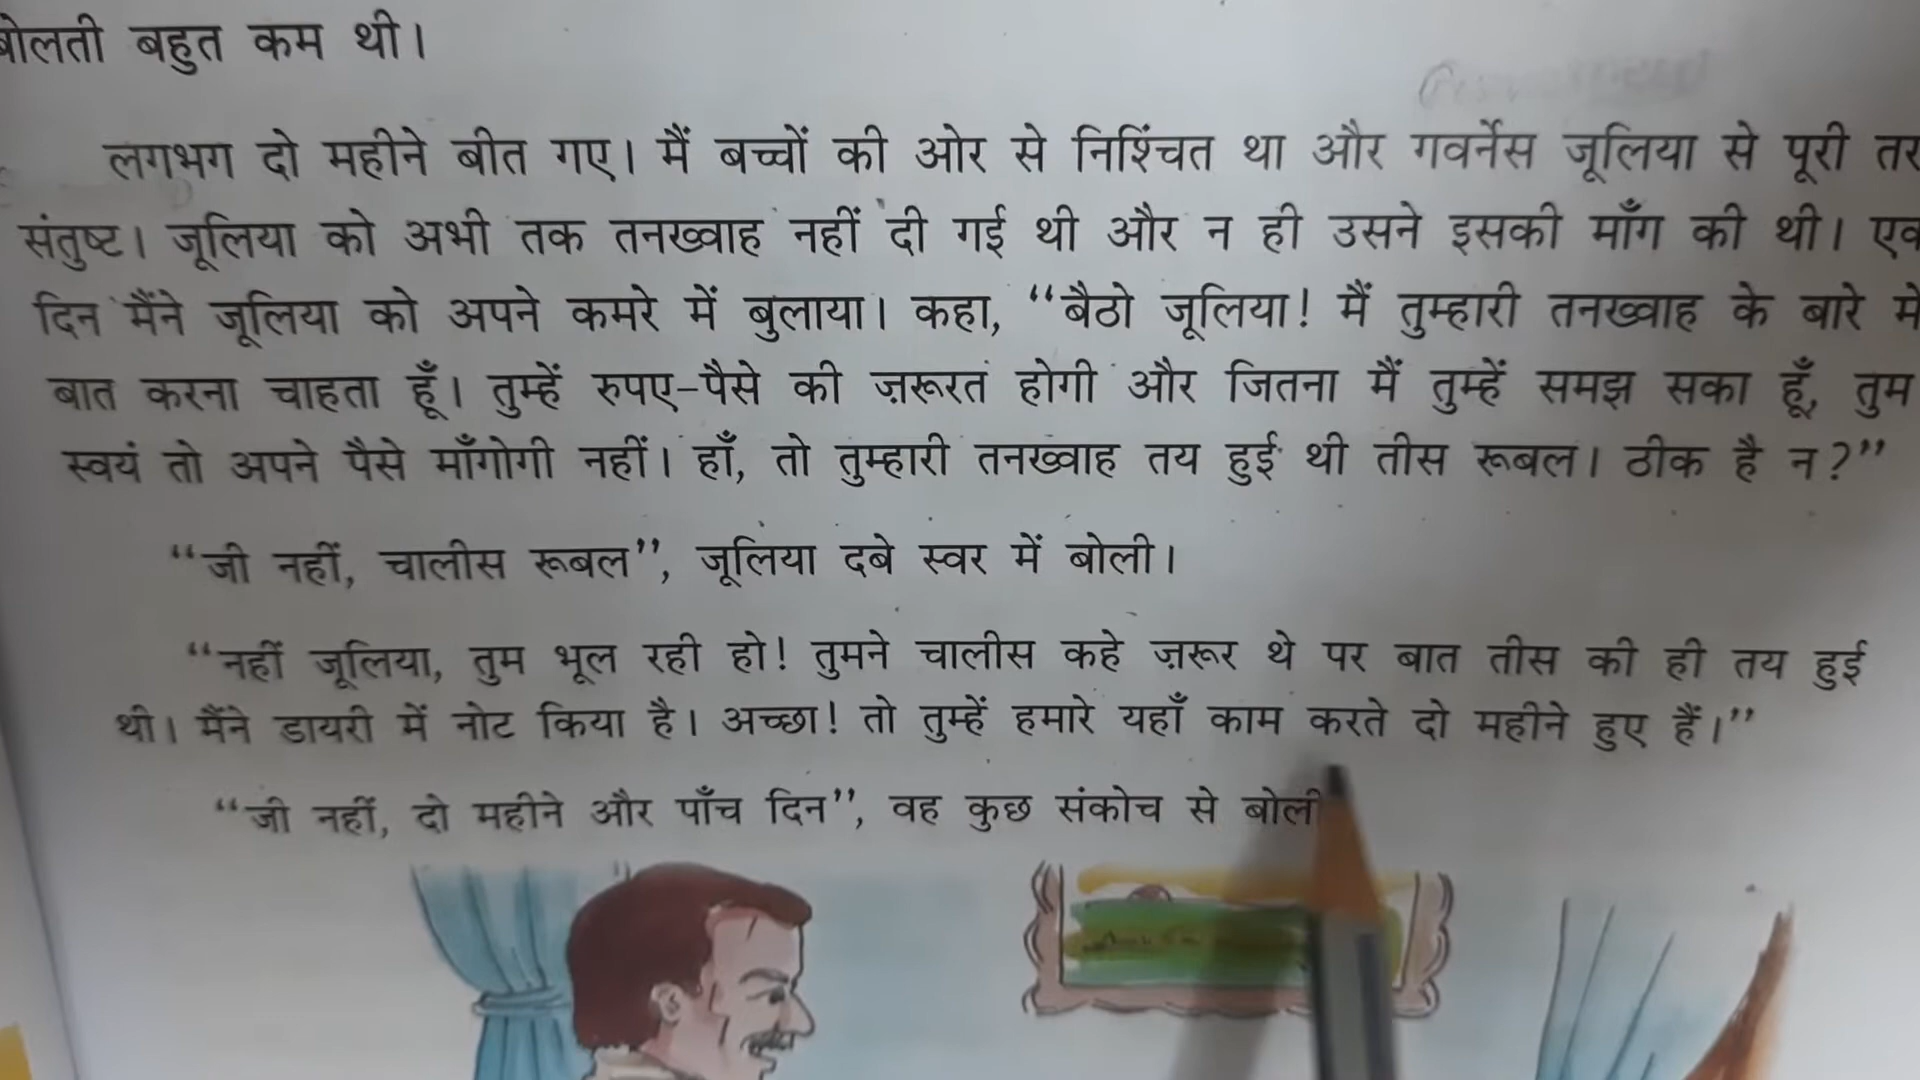 बोलती बहुत कम थी।
लगभग दो महीने बीत गए। मैं बच्चों की ओर से निश्चिंत था और गवर्नेस जूलिया से पूरी तर
संतुष्ट। जूलिया को अभी तक तनख्वाह नहीं दी गई थी और न ही उसने इसकी माँग की थी। एक
दिन मैंने जूलिया को अपने कमरे में बुलाया। कहा, “बैठो जूलिया! मैं तुम्हारी तनख्वाह के बारे में
बात करना चाहता हूँ। तुम्हें रुपए-पैसे की ज़रूरत होगी और जितना मैं तुम्हें समझ सका हूँ, तुम
स्वयं तो अपने पैसे माँगोगी नहीं। हाँ, तो तुम्हारी तनख्वाह तय हुई थी तीस रूबल। ठीक है न?”
“जी नहीं, चालीस रूबल”, जूलिया दबे स्वर में बोली।
“नहीं जूलिया, तुम भूल रही हो! तुमने चालीस कहे ज़रूर थे पर बात तीस की ही तय हुई
थी। मैंने डायरी में नोट किया है। अच्छा! तो तुम्हें हमारे यहाँ काम करते दो महीने हुए हैं।”
“जी नहीं, दो महीने और पाँच दिन”, वह कुछ संकोच से बोली